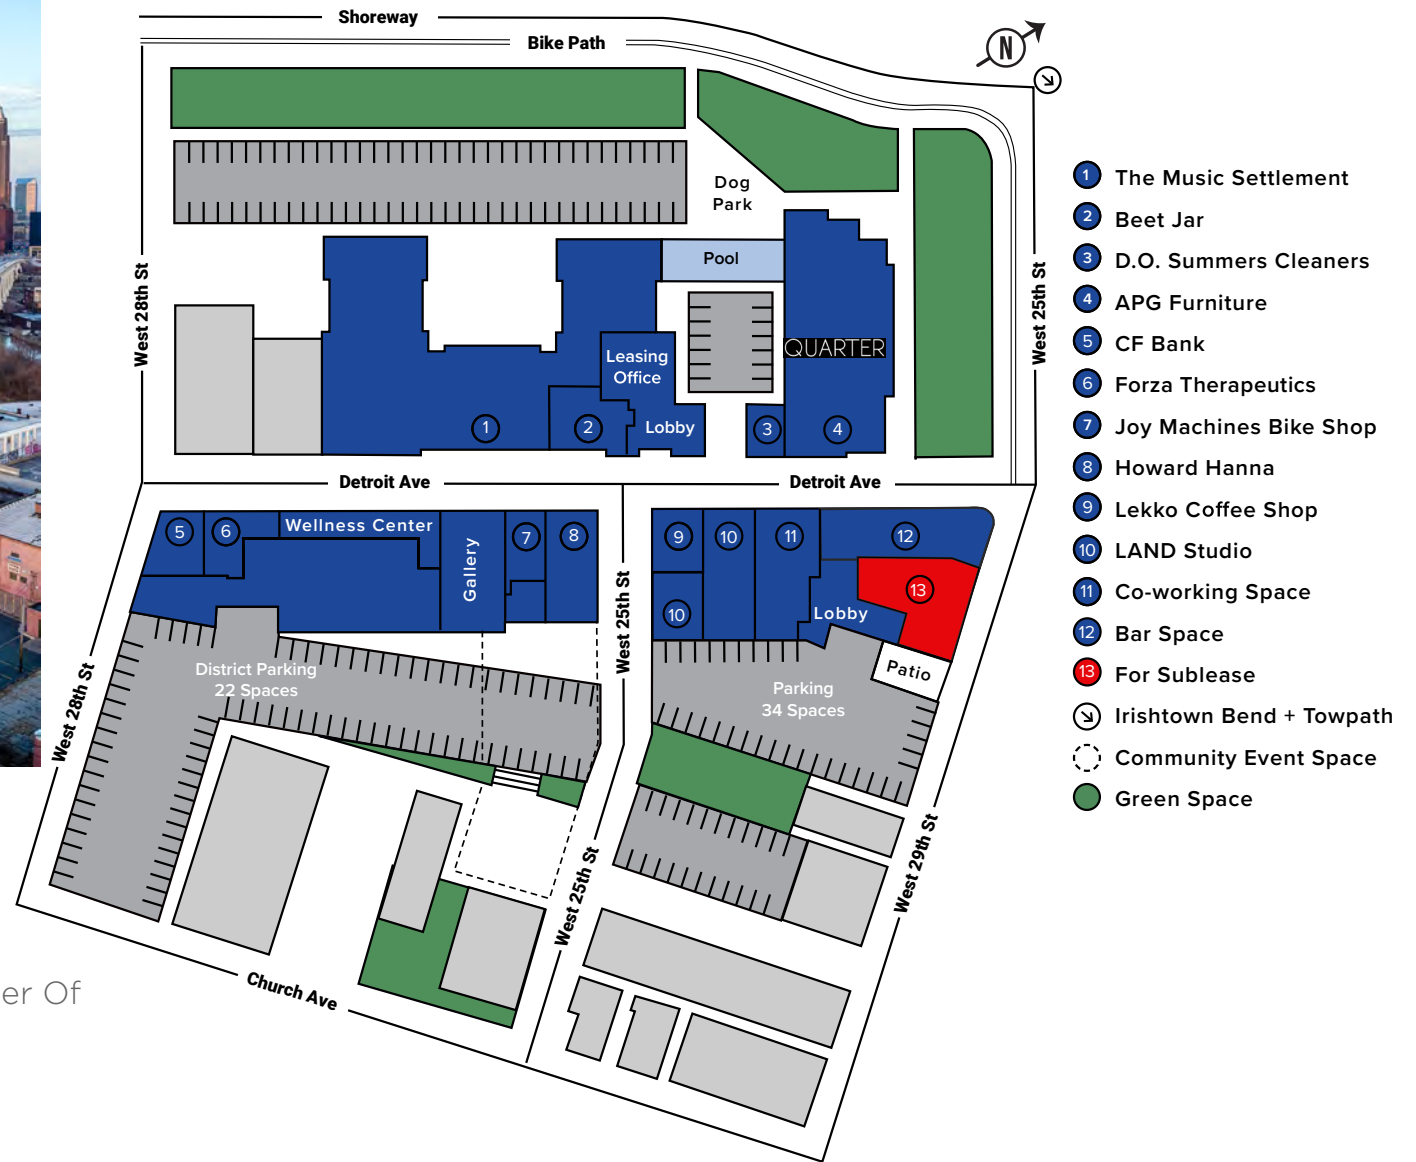 Shoreway
Bike Path
N
Dog
Park
Pool
West 28th St
West 25th St
QUARTER
Leasing
Office
Lobby
1
2
3
4
Detroit Ave
Detroit Ave
5
6
Wellness Center
Gallery
7
8
9
10
11
12
10
Lobby
13
Patio
West 25th St
West 28th St
District Parking
22 Spaces
Parking
34 Spaces
West 25th St
West 29th St
Church Ave
er Of
1 The Music Settlement
2 Beet Jar
3 D.O. Summers Cleaners
4 APG Furniture
5 CF Bank
6 Forza Therapeutics
7 Joy Machines Bike Shop
8 Howard Hanna
9 Lekko Coffee Shop
10 LAND Studio
11 Co-working Space
12 Bar Space
13 For Sublease
Irishtown Bend + Towpath
Community Event Space
Green Space